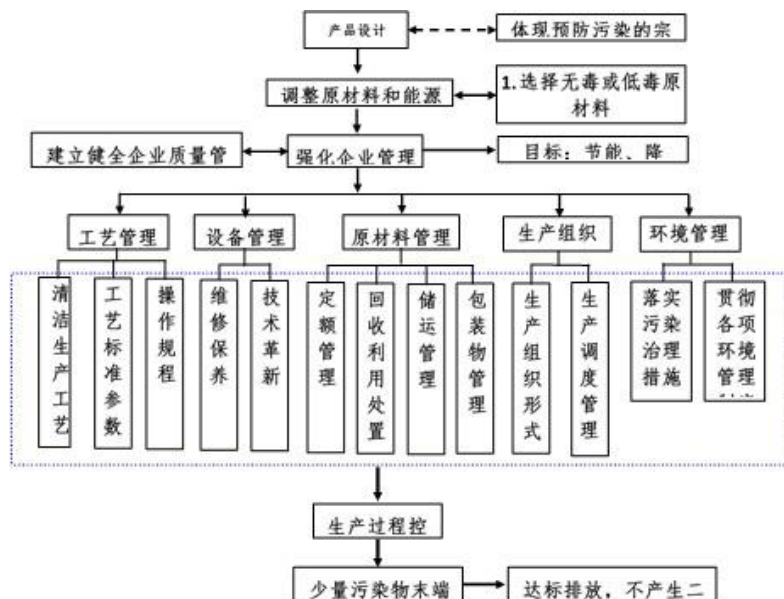 产品设计
体现预防污染的宗
调整原材料和能源
1.选择无毒或低毒原
材料
建立健全企业质量管
强化企业管理
目标：节能、降
工艺管理
设备管理
原材料管理
生产组织
环境管理
清洁生产工艺
工艺标准参数
操作规程
维修保养
技术革新
定额管理
回收利用处置
储运管理
包装物管理
生产组织形式
生产调度管理
落实
污染
治理
措施
贯彻
各项
环境
管理
生产过程控
少量污染物末端
达标排放，不产生二